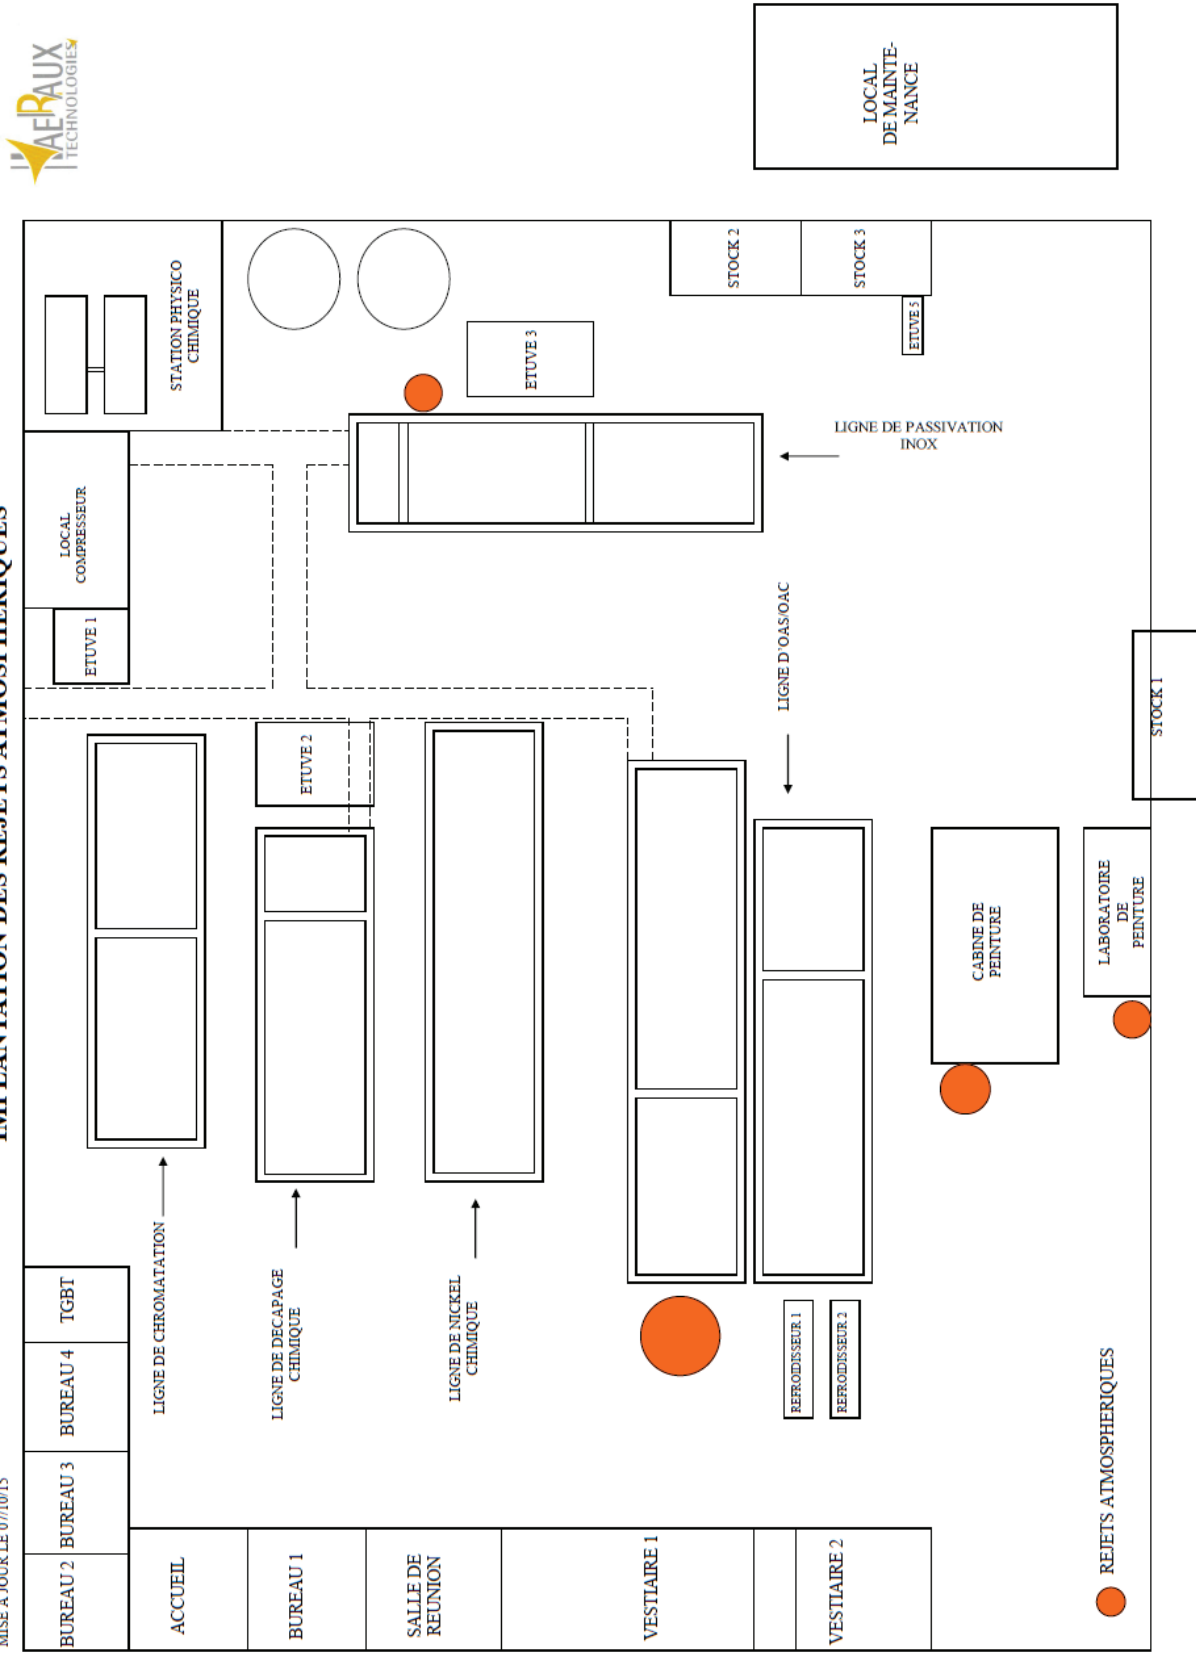 MISE A JOUR LE 07/10/15
IMPLANTATION DES REJETS ATMOSPHERIQUES
HAERAUX
TECHNOLOGIES
BUREAU 2
BUREAU 3
BUREAU 4
TGBT
ETUVE 1
LOCAL
COMPRESSEUR
STATION PHYSICO
CHIMIQUE
ACCUEIL
LIGNE DE CHROMATATION
BUREAU 1
LIGNE DE DECAPAGE
CHIMIQUE
ETUVE 2
SALLE DE
REUNION
LIGNE DE NICKEL
CHIMIQUE
ETUVE 3
VESTIAIRE 1
STOCK 2
REFROIDISSEUR 1
LIGNE D'OAS/OAC
VESTIAIRE 2
REFROIDISSEUR 2
STOCK 3
LIGNE DE PASSIVATION
INOX
ETUVE 5
LOCAL
DE MAINTE-
NANCE
CABINE DE
PEINTURE
LABORATOIRE
DE
PEINTURE
STOCK 1
REJETS ATMOSPHERIQUES